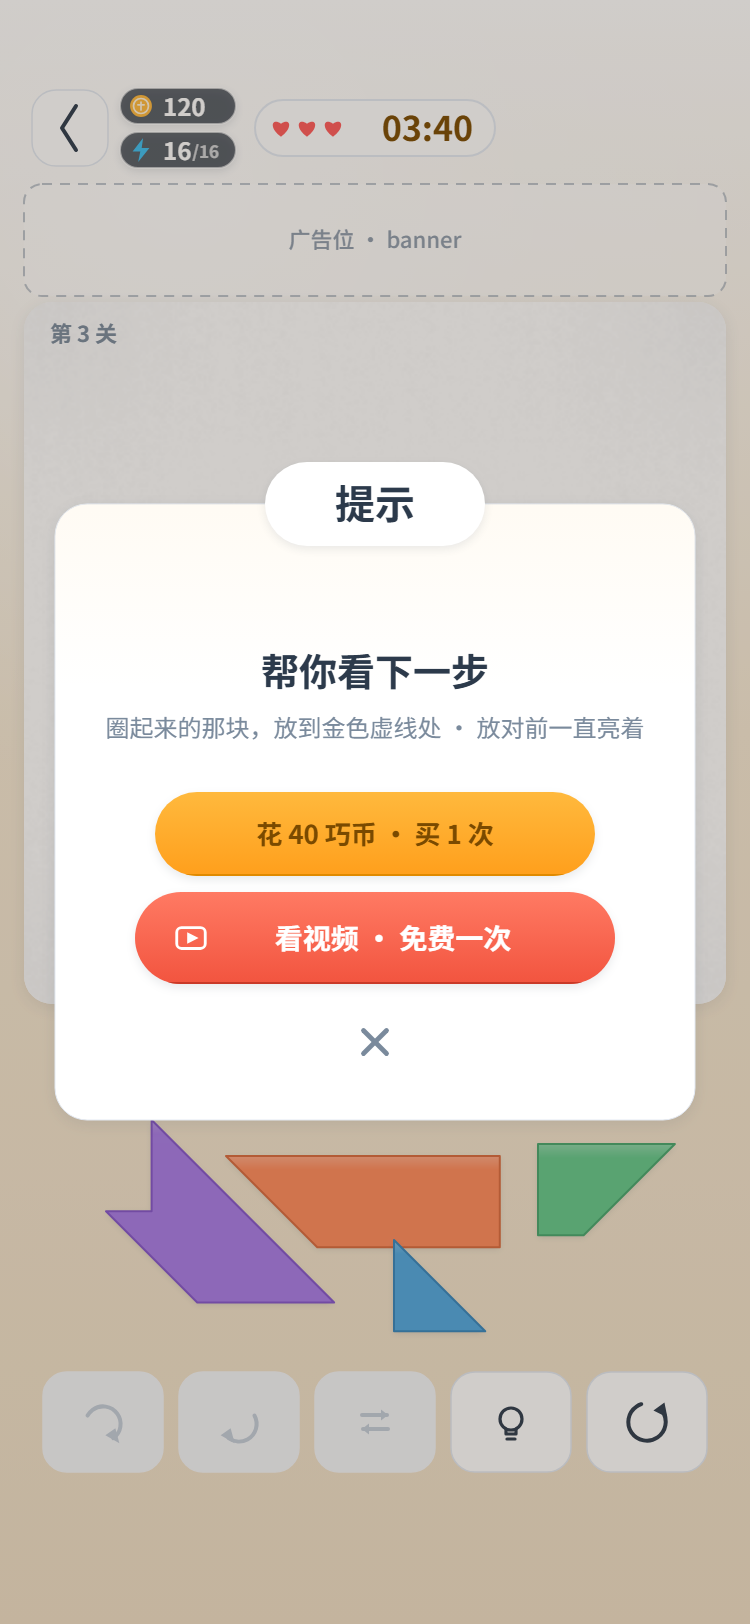 120
16/16
03:40
广告位 · banner
第 3 关
提示
帮你看下一步
圈起来的那块，放到金色虚线处 · 放对前一直亮着
花 40 巧币 · 买 1 次
看视频 · 免费一次